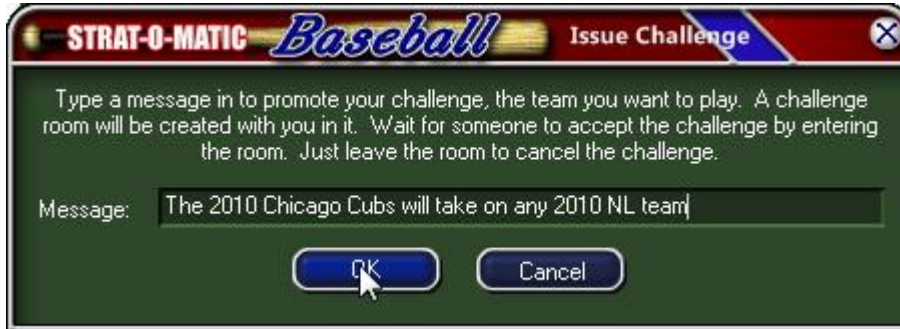 STRAT-O-MATIC Baseball Issue Challenge
Type a message in to promote your challenge, the team you want to play. A challenge
room will be created with you in it. Wait for someone to accept the challenge by entering
the room. Just leave the room to cancel the challenge.
Message: The 2010 Chicago Cubs will take on any 2010 NL team
OK Cancel